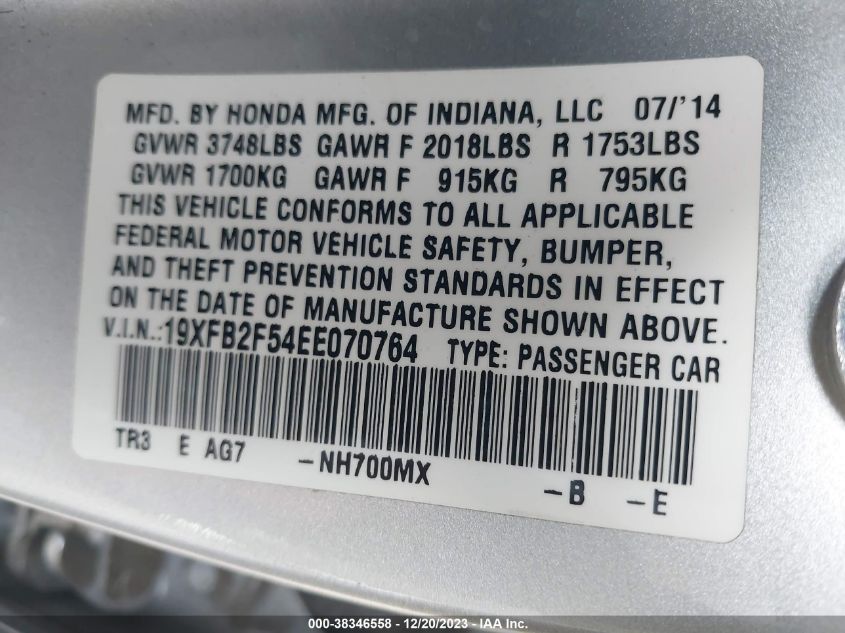 MFD. BY HONDA MFG. OF INDIANA, LLC 07/'14
GVWR 3748LBS GAWR F 2018LBS R 1753LBS
GVWR 1700KG GAWR F 915KG R 795KG
THIS VEHICLE CONFORMS TO ALL APPLICABLE
FEDERAL MOTOR VEHICLE SAFETY, BUMPER,
AND THEFT PREVENTION STANDARDS IN EFFECT
ON THE DATE OF MANUFACTURE SHOWN ABOVE.
V.I.N.:19XFB2F54EE070764 TYPE: PASSENGER CAR
TR3 E AG7 -NH700MX -B -E
000-38346558 - 12/20/2023 - IAA Inc.